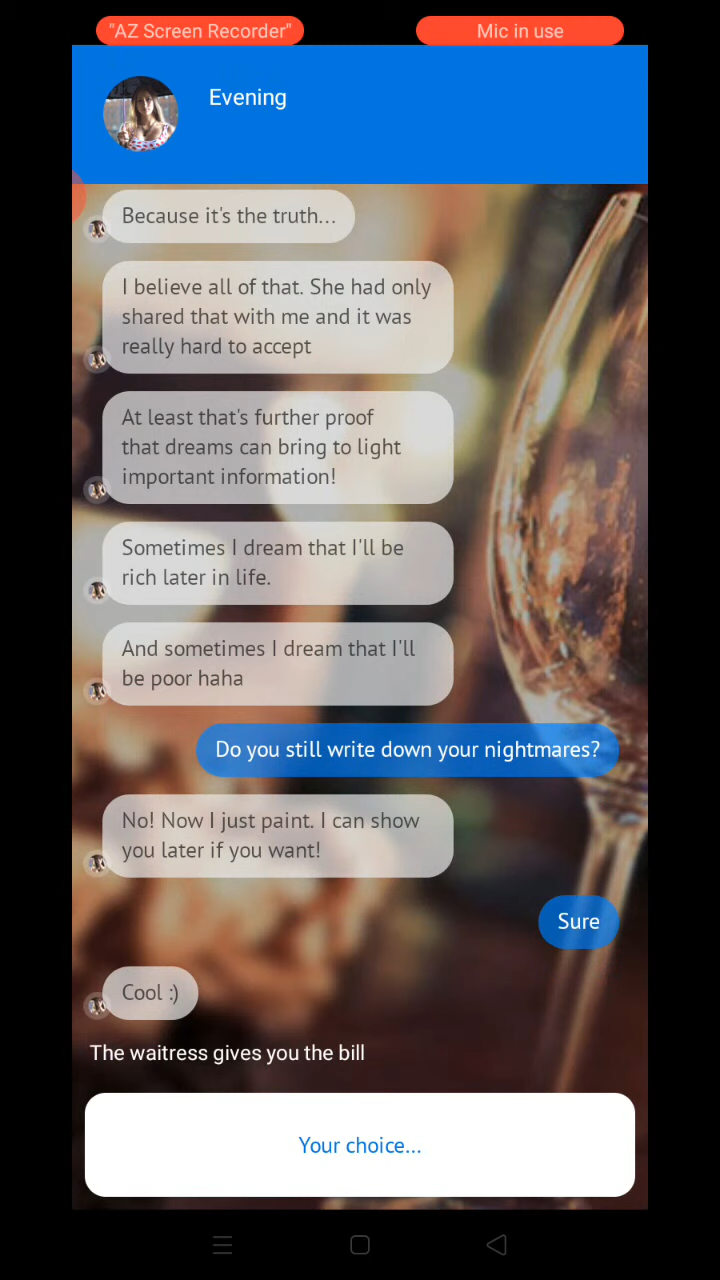 "AZ Screen Recorder"
Mic in use
Evening
Because it's the truth...
I believe all of that. She had only
shared that with me and it was
really hard to accept
At least that's further proof
that dreams can bring to light
important information!
Sometimes I dream that I'll be
rich later in life.
And sometimes I dream that I'll
be poor haha
Do you still write down your nightmares?
No! Now I just paint. I can show
you later if you want!
Sure
Cool :)
The waitress gives you the bill
Your choice...